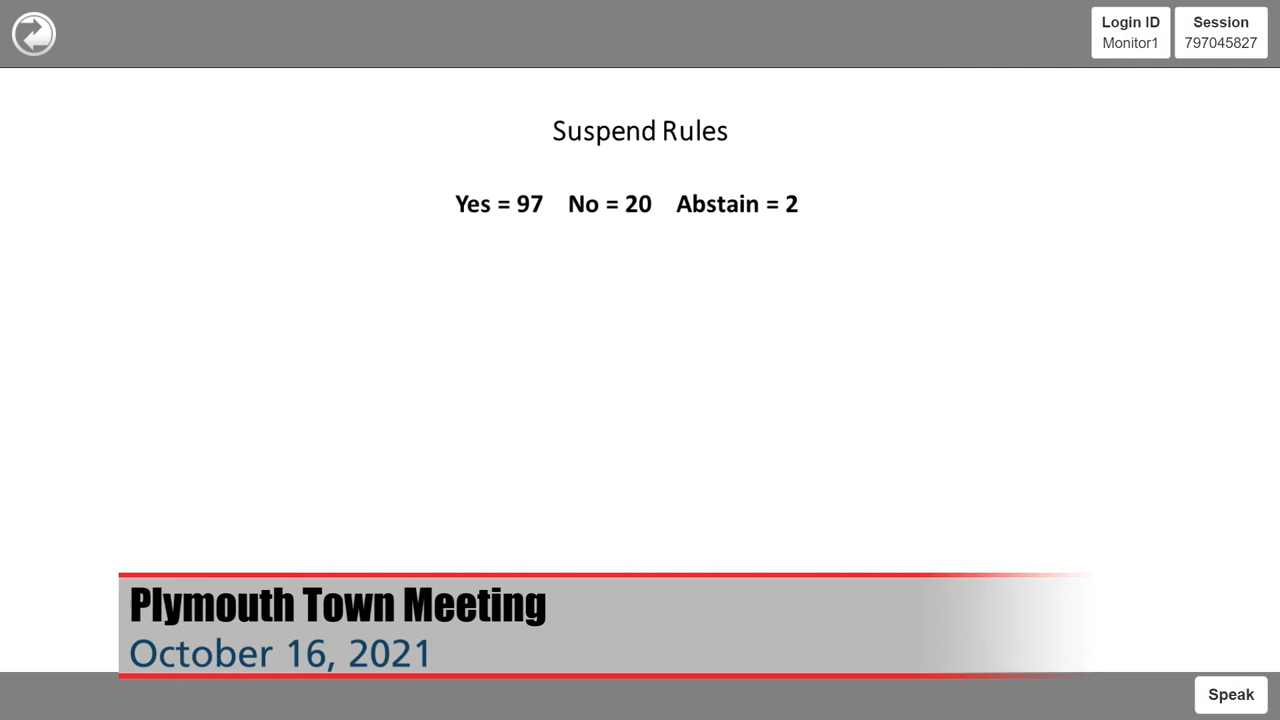 Login ID
Monitor1
Session
797045827
Suspend Rules
Yes = 97 No = 20 Abstain = 2
Plymouth Town Meeting
October 16, 2021
Speak